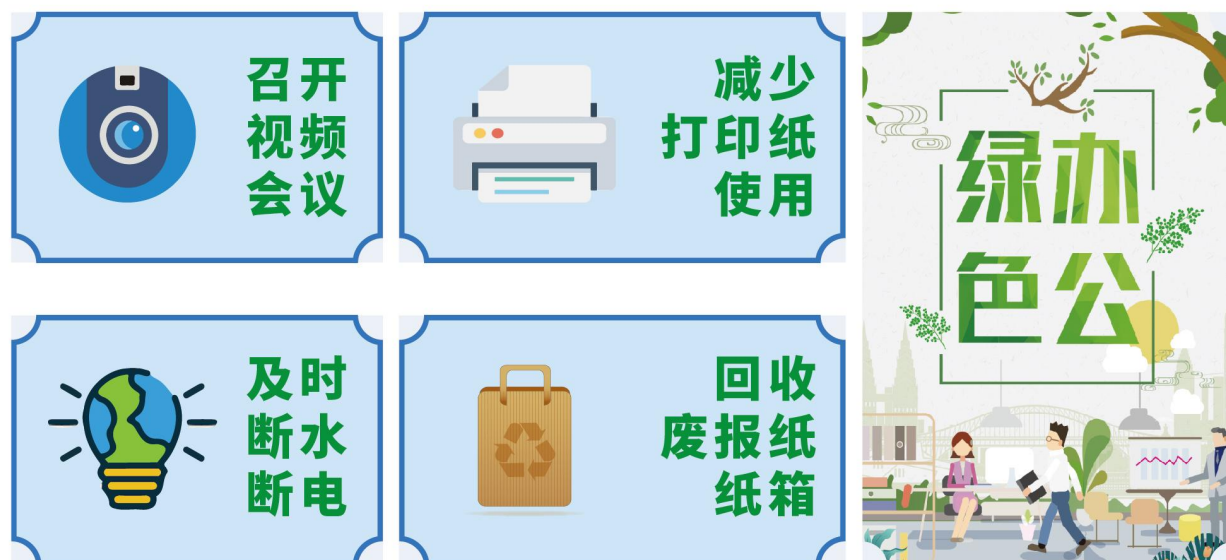 召开
视频
会议
减少
打印纸
使用
及时
断水
断电
回收
废报纸
纸箱
绿办
色公